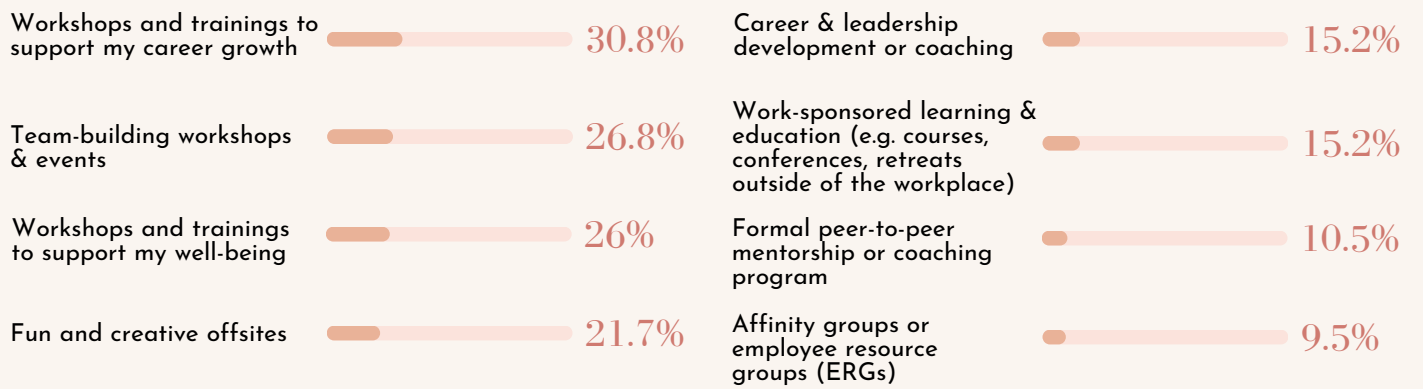 Workshops and trainings to
support my career growth
30.8%
Team-building workshops
& events
26.8%
Workshops and trainings
to support my well-being
26%
Fun and creative offsites
21.7%
Career & leadership
development or coaching
15.2%
Work-sponsored learning &
education (e.g. courses,
conferences, retreats
outside of the workplace)
15.2%
Formal peer-to-peer
mentorship or coaching
program
10.5%
Affinity groups or
employee resource
groups (ERGs)
9.5%